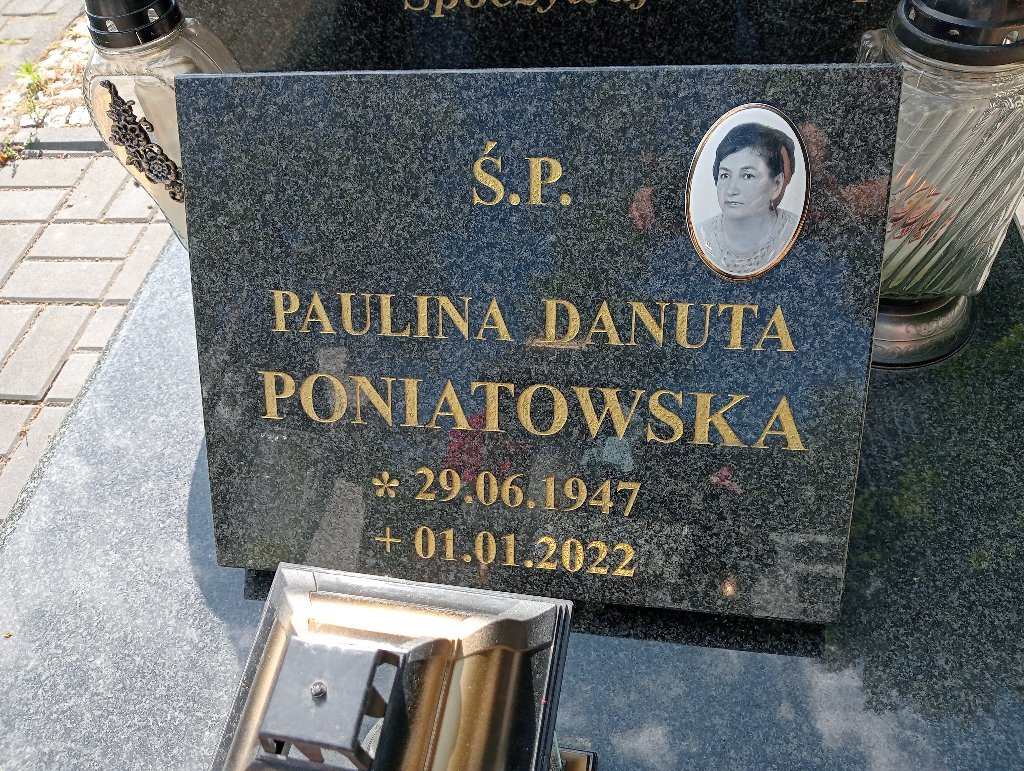 Ś.P.
PAULINA DANUTA
PONIATOWSKA
* 29.06.1947
+ 01.01.2022